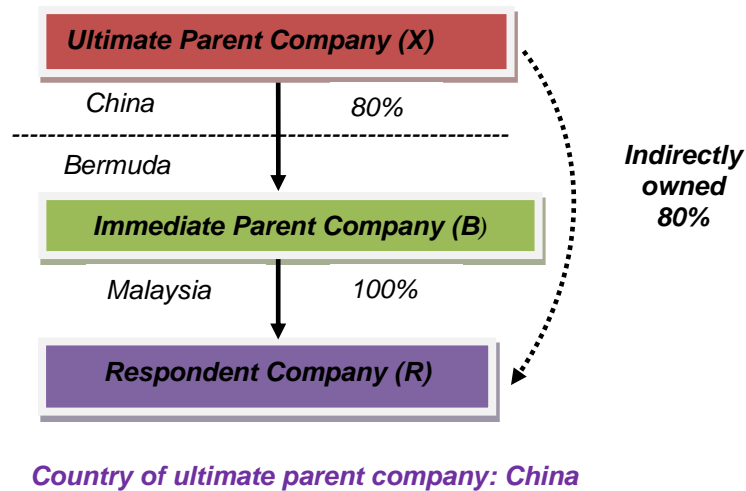 Ultimate Parent Company (X)
China 80%
Bermuda
Indirectly
owned
80%
Immediate Parent Company (B)
Malaysia 100%
Respondent Company (R)
Country of ultimate parent company: China